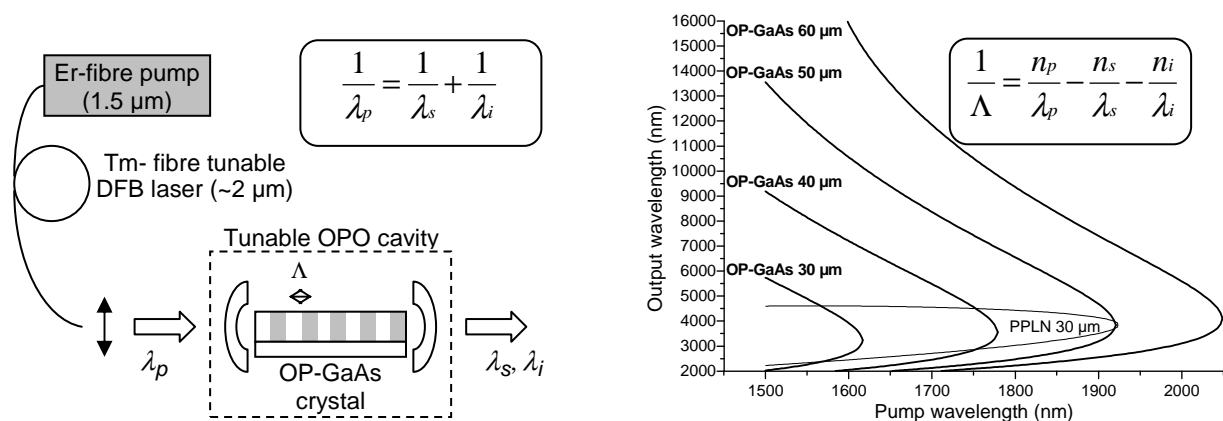 Er-fibre pump
(1.5 µm)
1/λp = 1/λs + 1/λi
Tm- fibre tunable
DFB laser (~2 µm)
Tunable OPO cavity
Λ
λp
OP-GaAs
crystal
λs, λi
16000
15000
14000
13000
12000
11000
10000
9000
8000
7000
6000
5000
4000
3000
2000
Output wavelength (nm)
OP-GaAs 60 µm
OP-GaAs 50 µm
OP-GaAs 40 µm
OP-GaAs 30 µm
PPLN 30 µm
1/Λ = np/λp − ns/λs − ni/λi
1500 1600 1700 1800 1900 2000
Pump wavelength (nm)